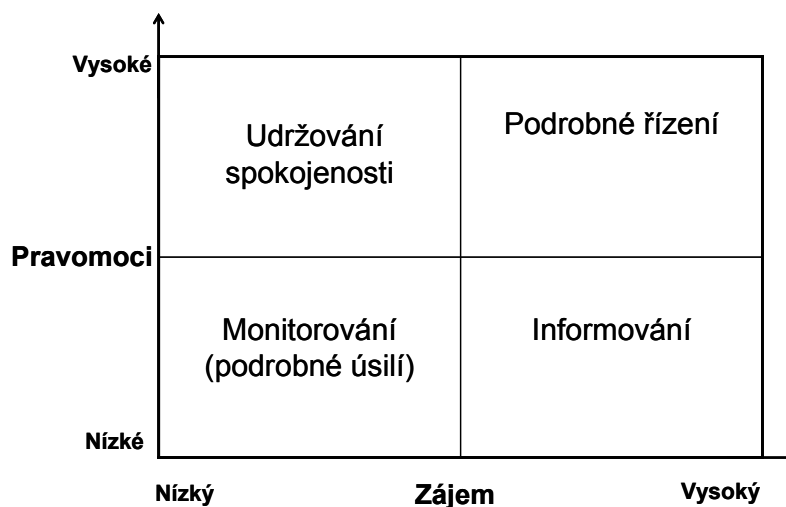 Vysoké
Udržování
spokojenosti
Podrobné řízení
Pravomoci
Monitorování
(podrobné úsilí)
Informování
Nízké
Nízký
Zájem
Vysoký